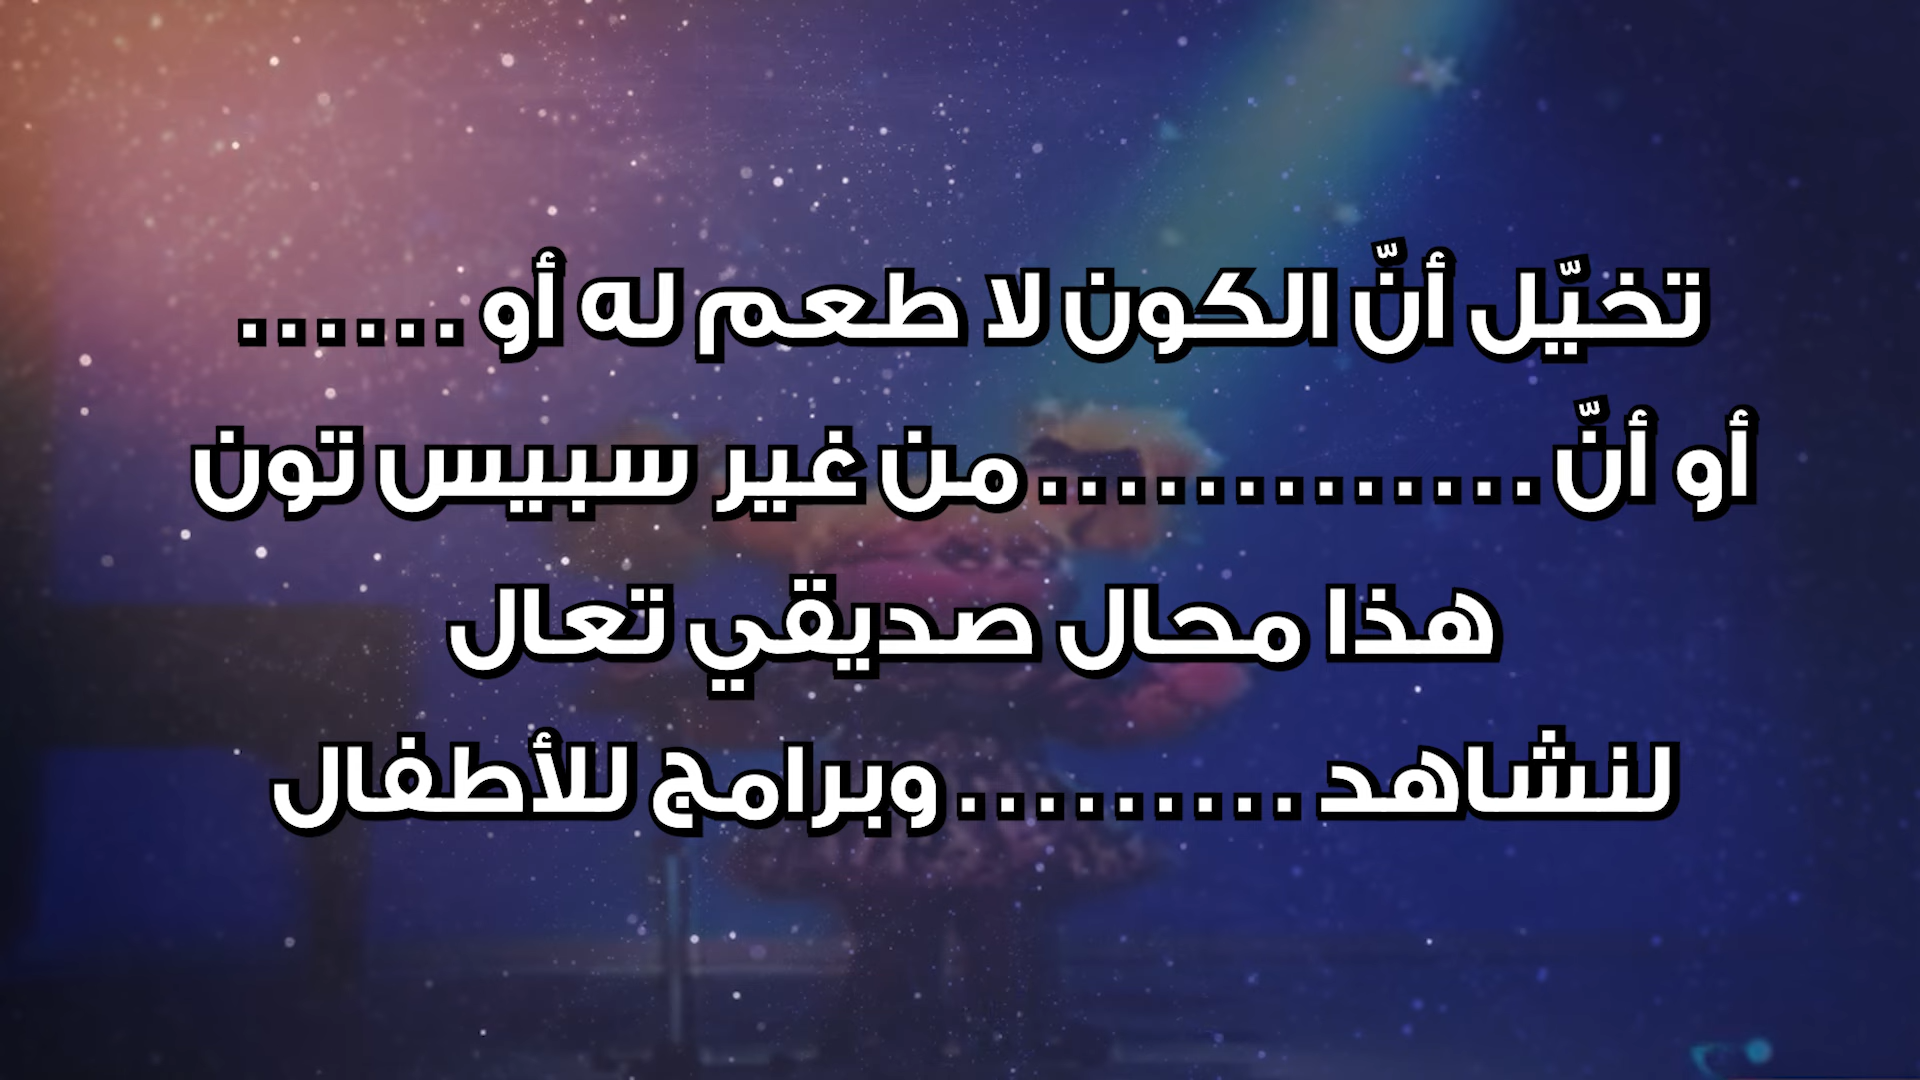 تخيّل أنّ الكون لا طعم له أو ......
أو أنّ ............. من غير سبيس تون
هذا محال صديقي تعال
لنشاهد ......... وبرامج للأطفال